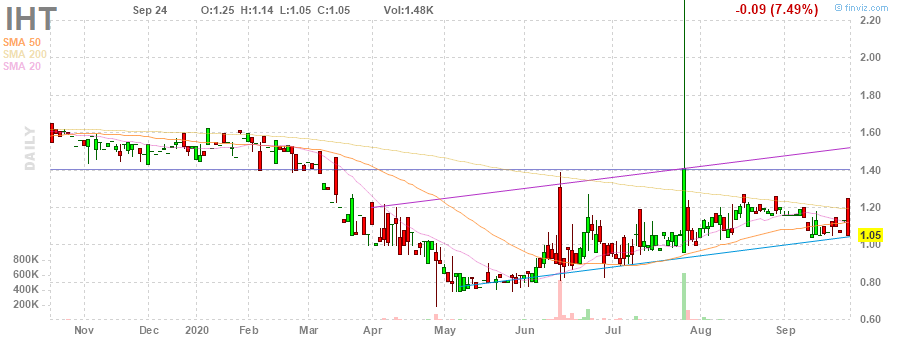 IHT Sep 24 O:1.25 H:1.14 L:1.05 C:1.05 Vol:1.48K -0.09 (7.49%) © finviz.com
SMA 50
SMA 200
SMA 20
DAILY
2.20
2.00
1.80
1.60
1.40
1.20
1.05
1.00
0.80
0.60
800K
600K
400K
200K
Nov Dec 2020 Feb Mar Apr May Jun Jul Aug Sep